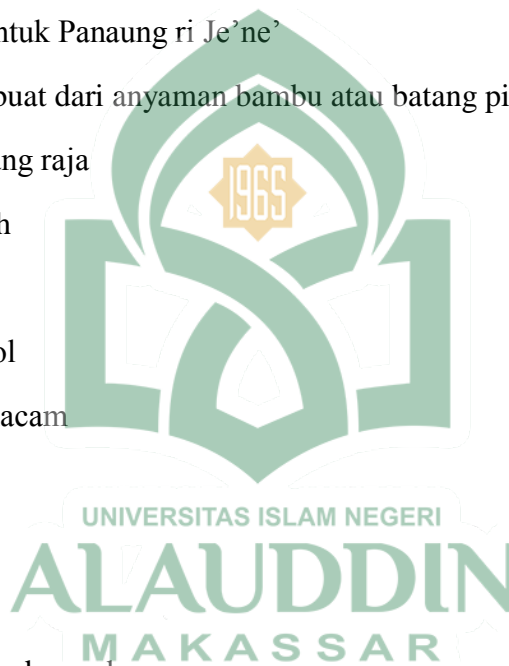 ntuk Panaung ri Je’ne’
buat dari anyaman bambu atau batang pi
ng raja
h
1965
ol
acam
UNIVERSITAS ISLAM NEGERI
ALAUDDIN
MAKASSAR